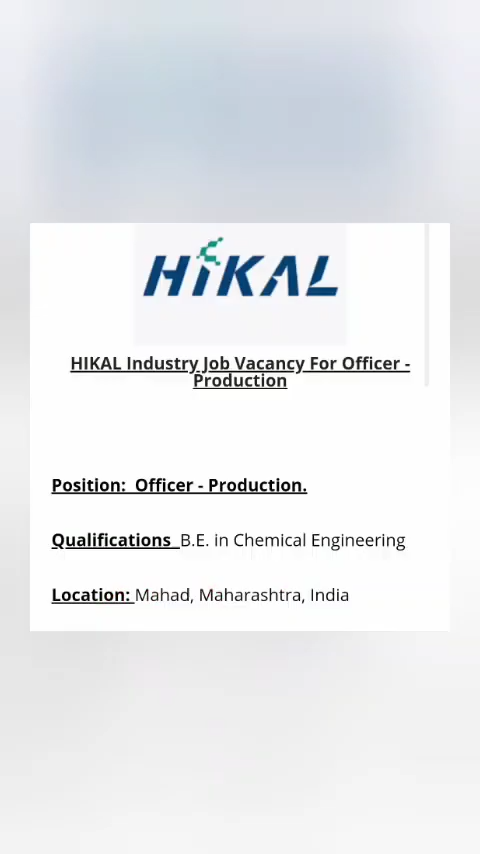 HIKAL
HIKAL Industry Job Vacancy For Officer -
Production
Position:  Officer - Production.
Qualifications  B.E. in Chemical Engineering
Location: Mahad, Maharashtra, India